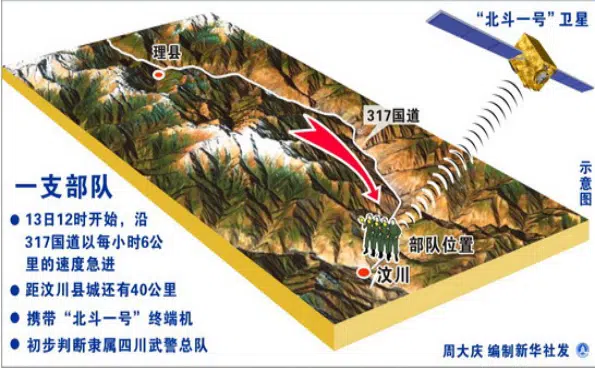 “北斗一号”卫星
理县
317国道
示意图
一支部队
● 13日12时开始，沿
317国道以每小时6公
里的速度急进
● 距汶川县城还有40公里
● 携带“北斗一号”终端机
● 初步判断隶属四川武警总队
部队位置
汶川
周大庆 编制新华社发